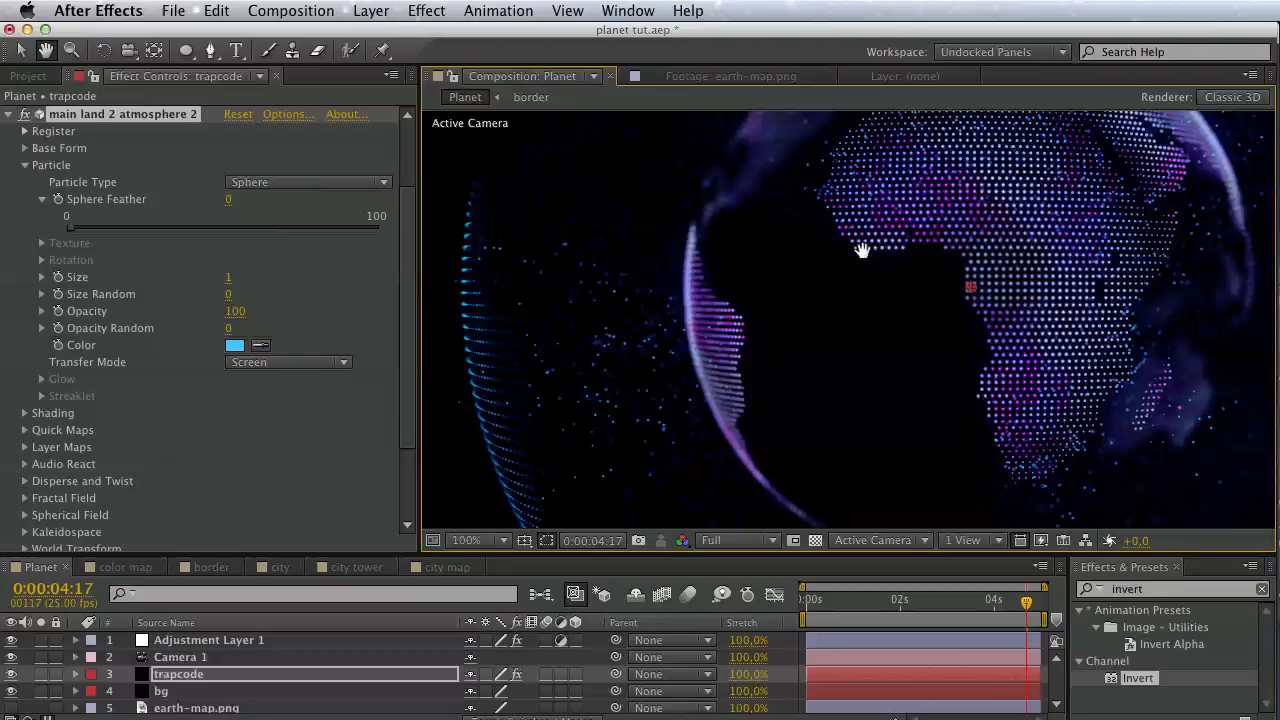 After Effects File Edit Composition Layer Effect Animation View Window Help
planet tut.aep *
Workspace: Undocked Panels Search Help
Project Effect Controls: trapcode Composition: Planet Footage: earth-map.png Layer: (none)
Planet • trapcode Planet border Renderer: Classic 3D
fx main land 2 atmosphere 2 Reset Options... About...
Active Camera
Register
Base Form
Particle
Particle Type Sphere
Sphere Feather 0
0 100
Texture
Rotation
Size 1
Size Random 0
Opacity 100
Opacity Random 0
Color
Transfer Mode Screen
Glow
Streaklet
Shading
Quick Maps
Layer Maps
Audio React
Disperse and Twist
Fractal Field
Spherical Field
Kaleidospace
World Transform
100% 0:00:04:17 Full Active Camera 1 View +0,0
Planet color map border city city tower city map Effects & Presets
0:00:04:17
00117 (25.00 fps)
invert
:00s 02s 04s
# Source Name Parent Stretch
* Animation Presets
Image - Utilities
Invert Alpha
Channel
Invert
1 Adjustment Layer 1 fx None 100,0%
2 Camera 1 None 100,0%
3 trapcode fx None 100,0%
4 bg None 100,0%
5 earth-map.png None 100,0%